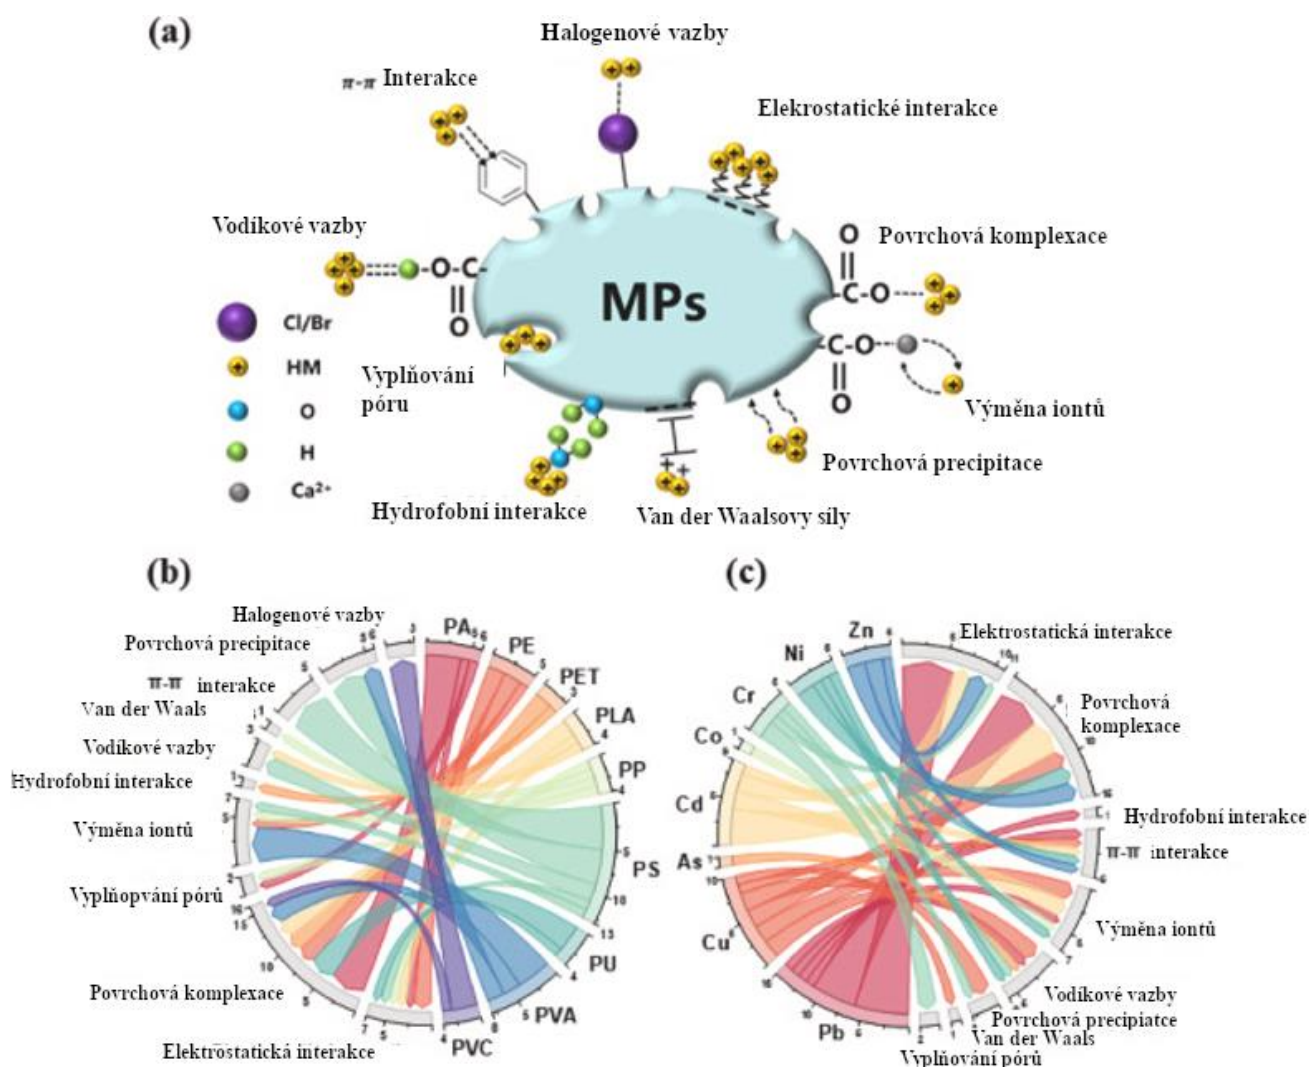 (a)
Halogenové vazby
π-π Interakce
Elekrostatické interakce
Vodíkové vazby
Povrchová komplexace
O
O-C
O
C-O
MPs
Cl/Br
HM
O
H
Ca²⁺
C-O
O
Vyplňování
póru
Výměna iontů
Povrchová precipitace
Hydrofobní interakce
Van der Waalsovy síly
(b)
Halogenové vazby
Povrchová precipitace
π-π interakce
Van der Waals
Vodíkové vazby
Hydrofobní interakce
Výměna iontů
Vyplňopvání pórů
Povrchová komplexace
Elektrostatická interakce
PA
PE
PET
PLA
PP
PS
PU
PVA
PVC
(c)
Zn
Ni
Cr
Co
Cd
As
Cu
Pb
Elektrostatická interakce
Povrchová
komplexace
Hydrofobní interakce
π-π interakce
Výměna iontů
Vodíkové vazby
Povrchová precipiatce
Van der Waals
Vyplňování pórů